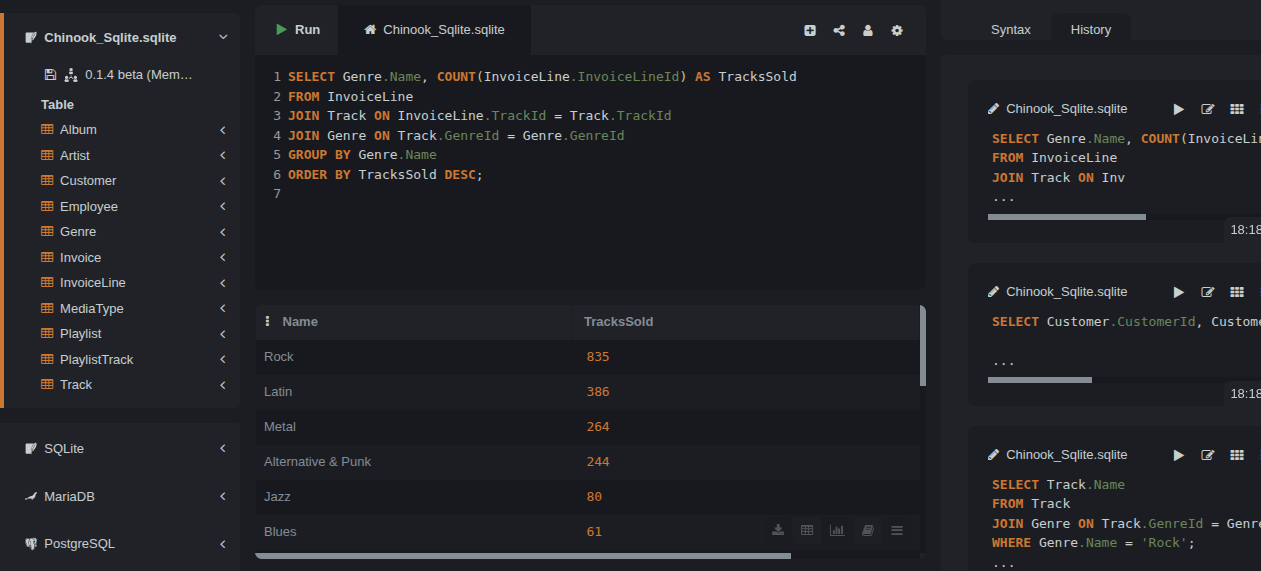 Chinook_Sqlite.sqlite
0.1.4 beta (Mem…
Table
Album
Artist
Customer
Employee
Genre
Invoice
InvoiceLine
MediaType
Playlist
PlaylistTrack
Track
SQLite
MariaDB
PostgreSQL
Run
Chinook_Sqlite.sqlite
1 SELECT Genre.Name, COUNT(InvoiceLine.InvoiceLineId) AS TracksSold
2 FROM InvoiceLine
3 JOIN Track ON InvoiceLine.TrackId = Track.TrackId
4 JOIN Genre ON Track.GenreId = Genre.GenreId
5 GROUP BY Genre.Name
6 ORDER BY TracksSold DESC;
7
Name TracksSold
Rock 835
Latin 386
Metal 264
Alternative & Punk 244
Jazz 80
Blues 61
Syntax History
Chinook_Sqlite.sqlite
SELECT Genre.Name, COUNT(InvoiceLin
FROM InvoiceLine
JOIN Track ON Inv
...
18:18
Chinook_Sqlite.sqlite
SELECT Customer.CustomerId, Custome
...
18:18
Chinook_Sqlite.sqlite
SELECT Track.Name
FROM Track
JOIN Genre ON Track.GenreId = Genre
WHERE Genre.Name = 'Rock';
...